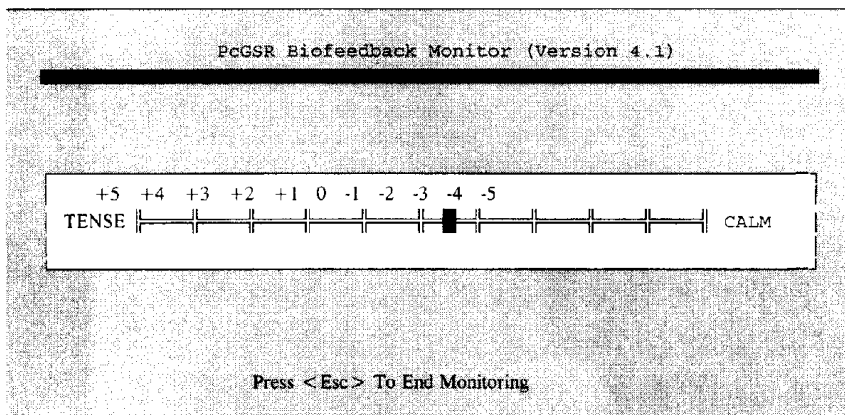 PcGSR Biofeedback Monitor (Version 4.1)
+5 +4 +3 +2 +1 0 -1 -2 -3 -4 -5
TENSE CALM
Press <Esc> To End Monitoring